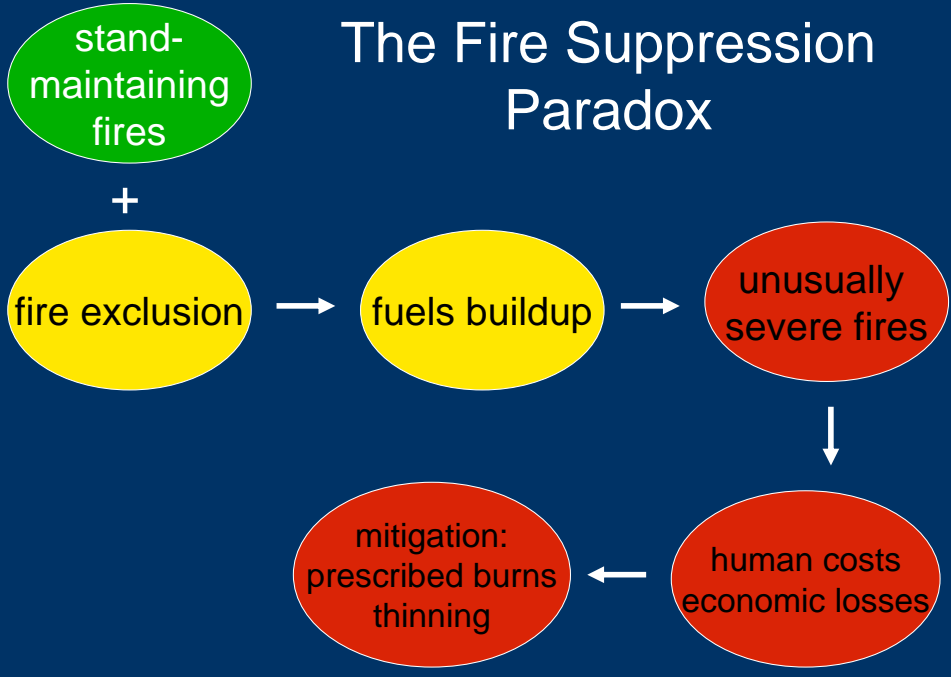 The Fire Suppression
Paradox
stand-
maintaining
fires
+
fire exclusion
fuels buildup
unusually
severe fires
human costs
economic losses
mitigation:
prescribed burns
thinning